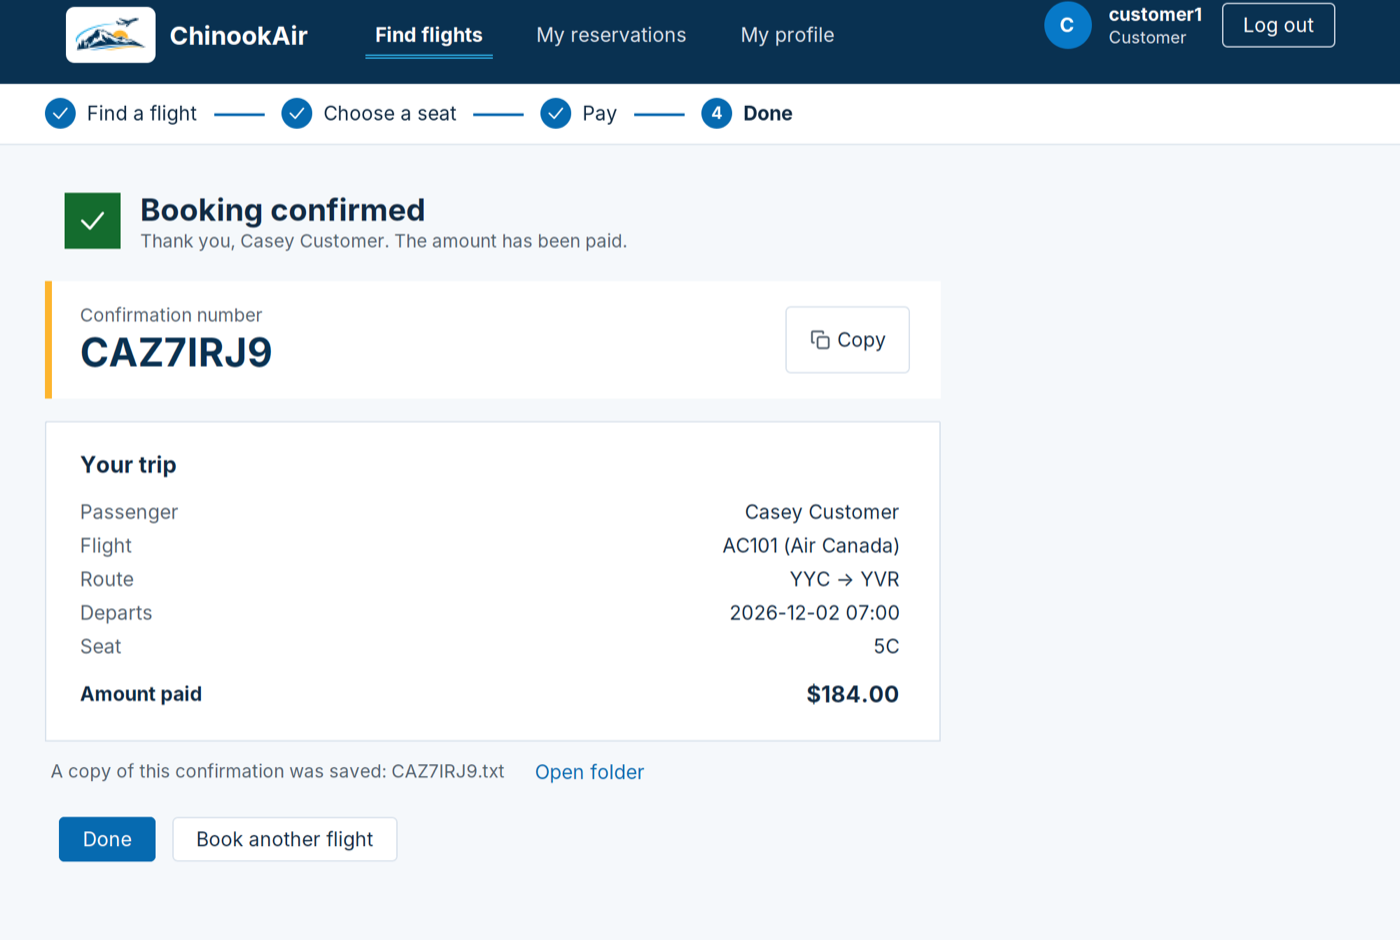 ChinookAir
Find flights
My reservations
My profile
C
customer1
Customer
Log out
Find a flight
Choose a seat
Pay
4
Done
Booking confirmed
Thank you, Casey Customer. The amount has been paid.
Confirmation number
CAZ7IRJ9
Copy
Your trip
Passenger Casey Customer
Flight AC101 (Air Canada)
Route YYC → YVR
Departs 2026-12-02 07:00
Seat 5C
Amount paid $184.00
A copy of this confirmation was saved: CAZ7IRJ9.txt Open folder
Done
Book another flight